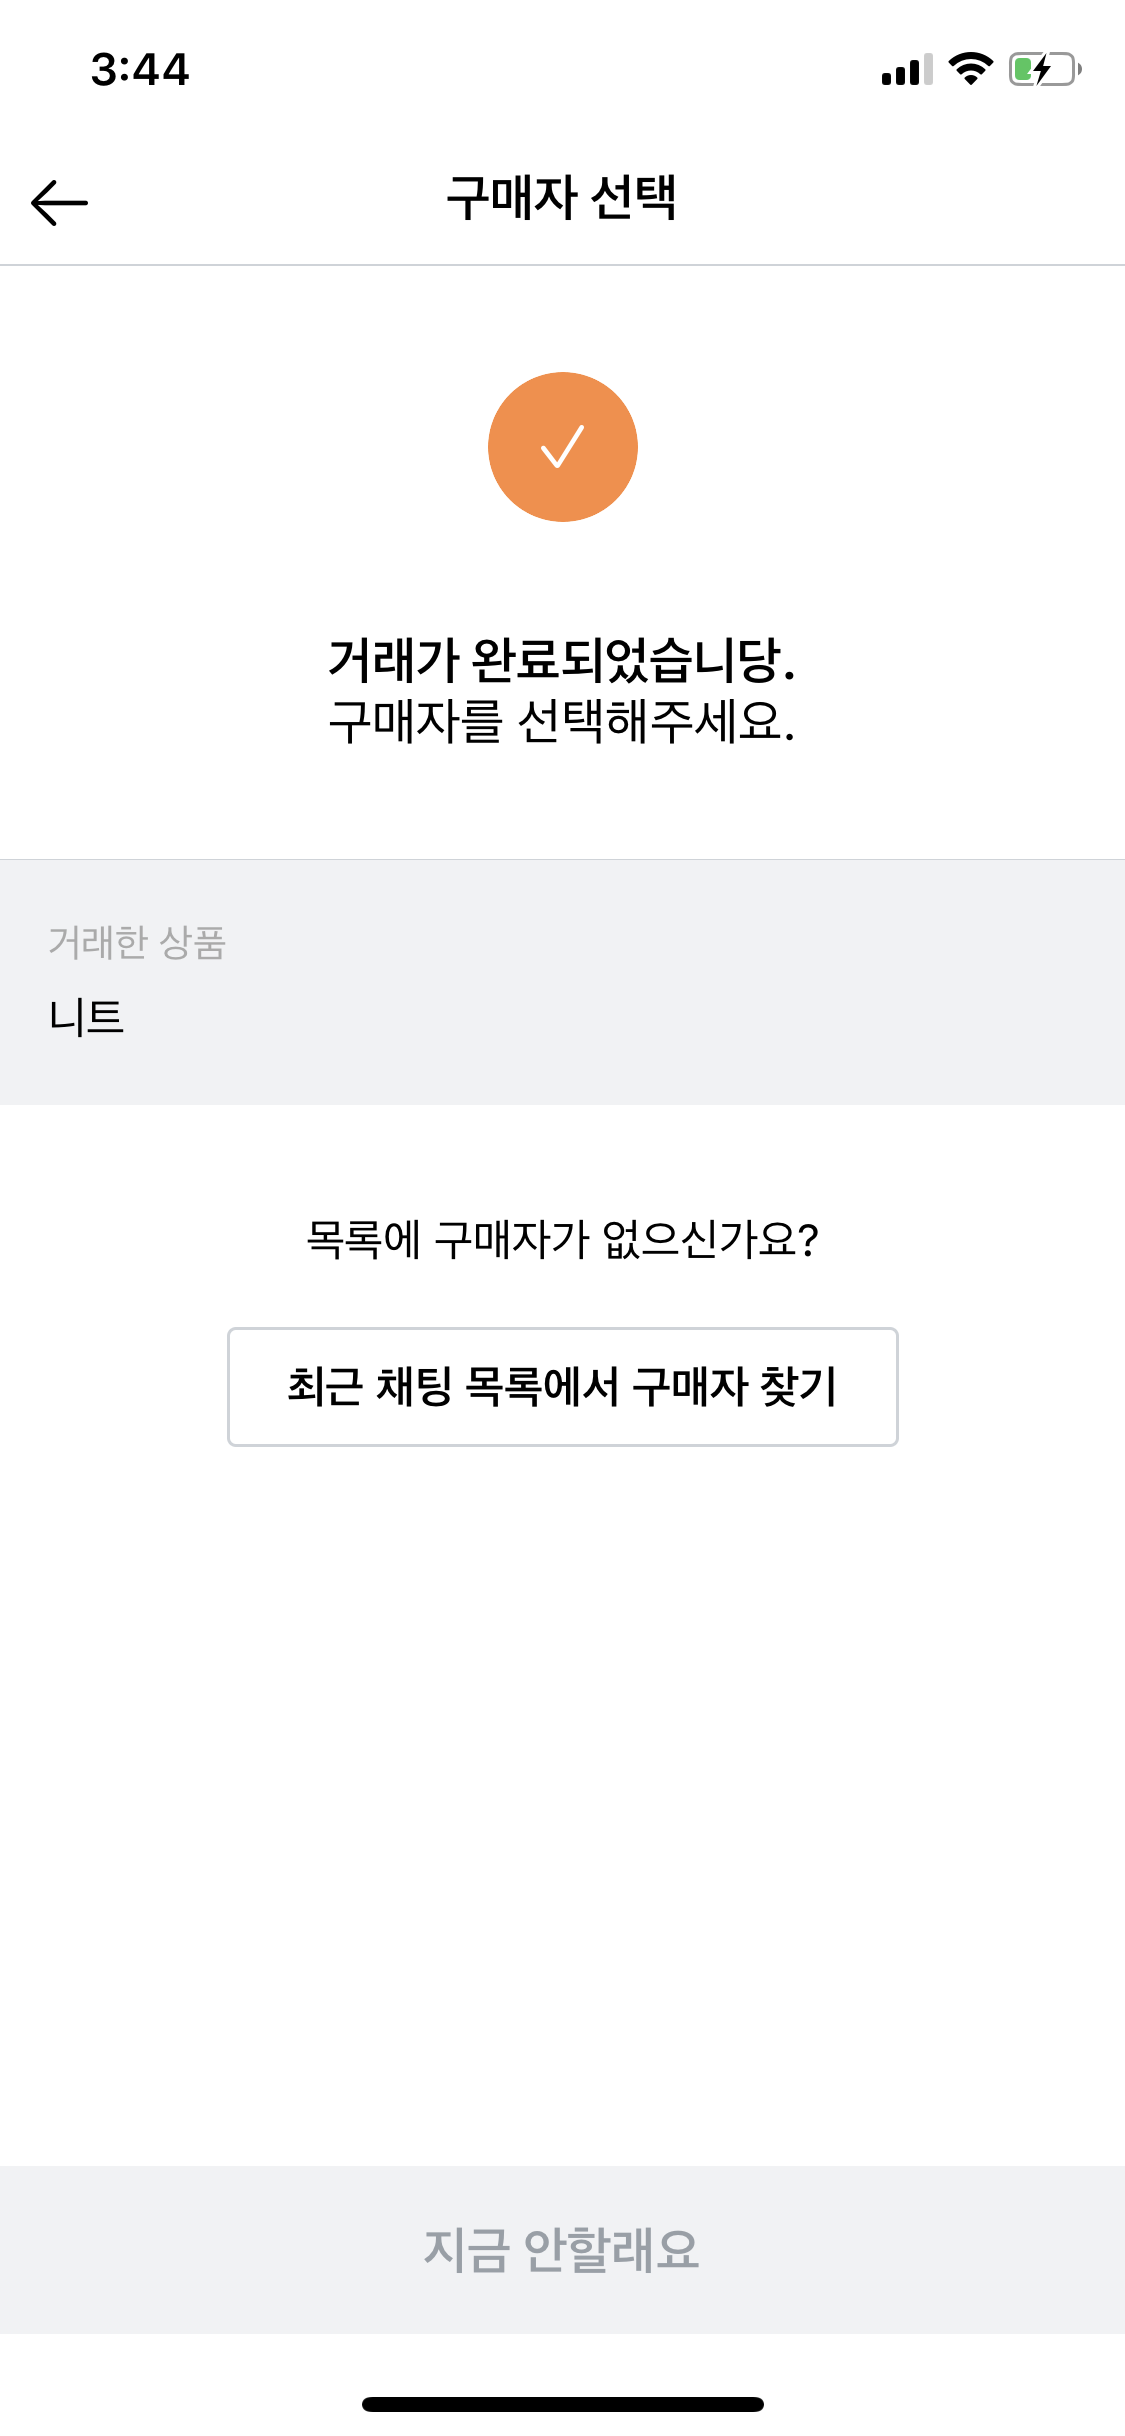 3:44
구매자 선택
거래가 완료되었습니당.
구매자를 선택해주세요.
거래한 상품
니트
목록에 구매자가 없으신가요?
최근 채팅 목록에서 구매자 찾기
지금 안할래요